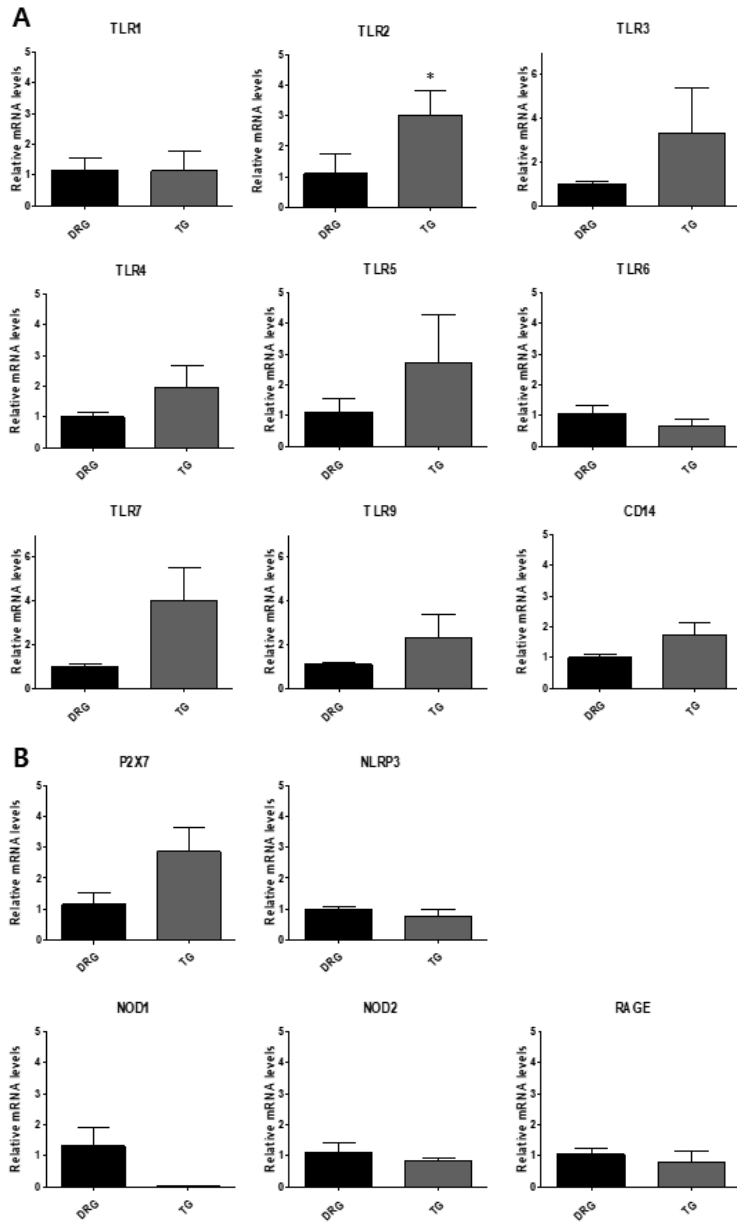 A
TLR1
Relative mRNA levels
5
4
3
2
1
0
DRG
TG
TLR2
Relative mRNA levels
5
4
3
2
1
0
*
DRG
TG
TLR3
Relative mRNA levels
6
4
2
0
DRG
TG
TLR4
Relative mRNA levels
5
4
3
2
1
0
DRG
TG
TLR5
Relative mRNA levels
5
4
3
2
1
0
DRG
TG
TLR6
Relative mRNA levels
5
4
3
2
1
0
DRG
TG
TLR7
Relative mRNA levels
6
4
2
0
DRG
TG
TLR9
Relative mRNA levels
6
4
2
0
DRG
TG
CD14
Relative mRNA levels
5
4
3
2
1
0
DRG
TG
B
P2X7
Relative mRNA levels
5
4
3
2
1
0
DRG
TG
NLRP3
Relative mRNA levels
5
4
3
2
1
0
DRG
TG
NOD1
Relative mRNA levels
5
4
3
2
1
0
DRG
TG
NOD2
Relative mRNA levels
5
4
3
2
1
0
DRG
TG
RAGE
Relative mRNA levels
5
4
3
2
1
0
DRG
TG